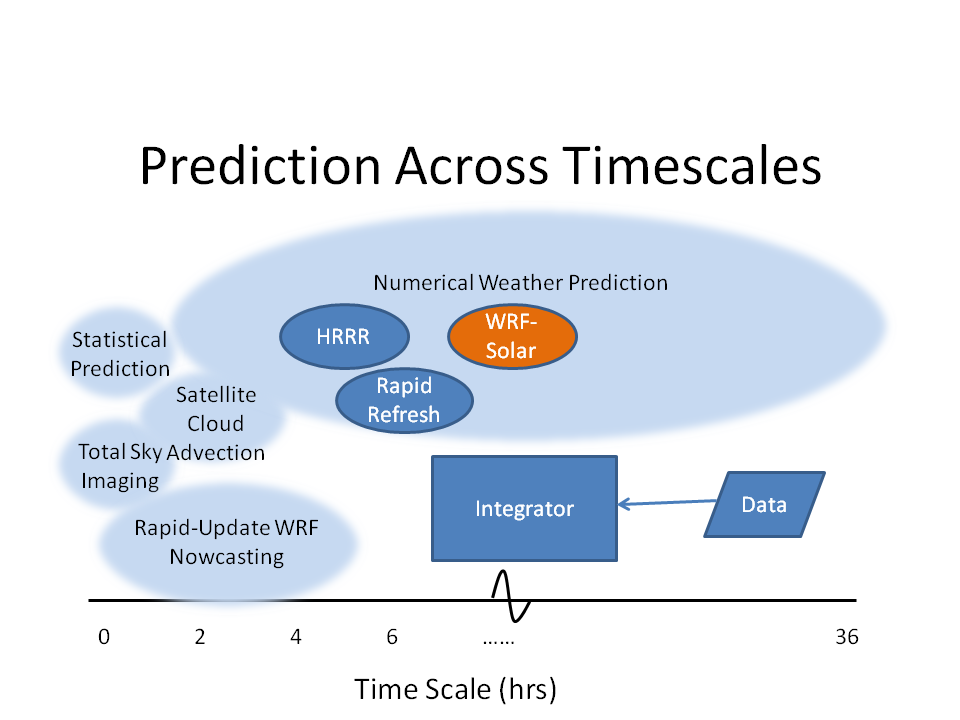 Prediction Across Timescales
Numerical Weather Prediction
HRRR
WRF-
Solar
Statistical
Prediction
Rapid
Refresh
Satellite
Cloud
Advection
Total Sky
Imaging
Integrator
Data
Rapid-Update WRF
Nowcasting
0 2 4 6 ...... 36
Time Scale (hrs)